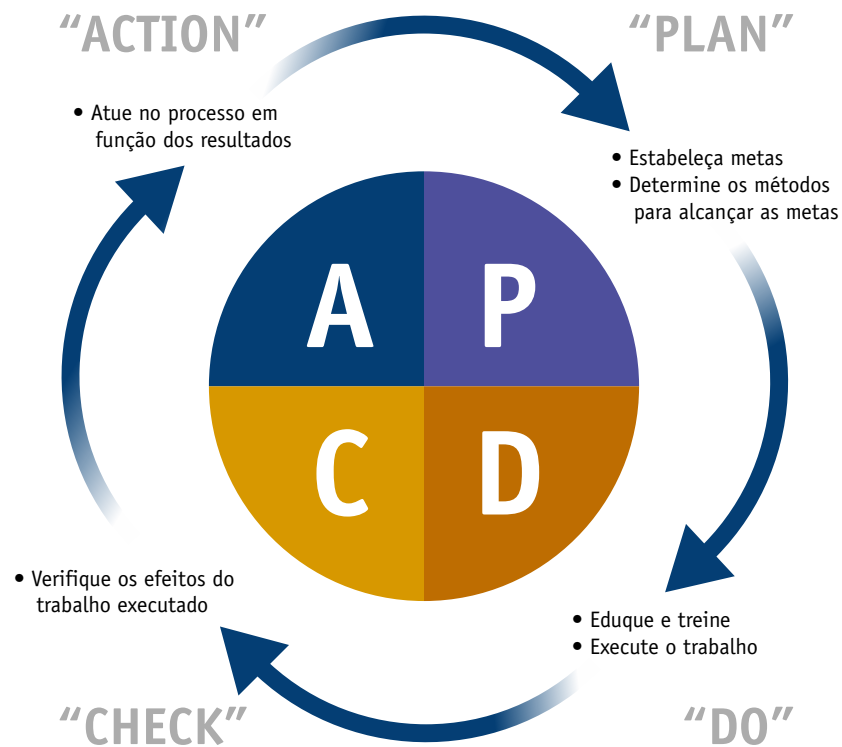 “ACTION”
“PLAN”
• Atue no processo em
função dos resultados
• Estabeleça metas
• Determine os métodos
para alcançar as metas
A
P
C
D
• Verifique os efeitos do
trabalho executado
• Eduque e treine
• Execute o trabalho
“CHECK”
“DO”